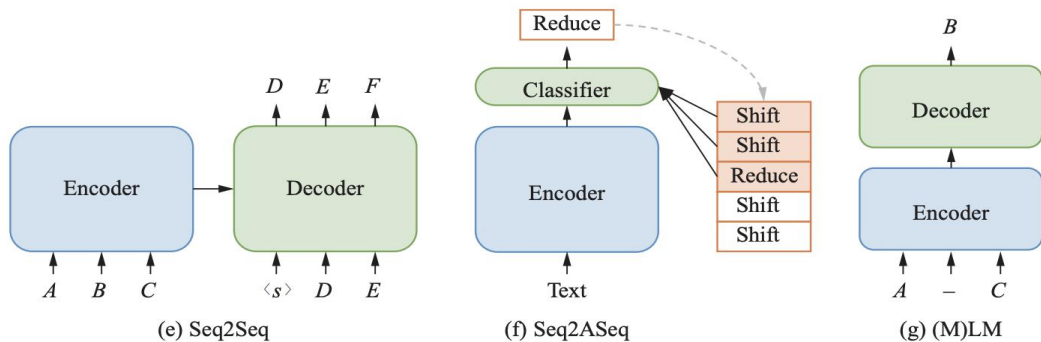 Reduce
B
D E F
Classifier
Decoder
Shift
Shift
Encoder
Decoder
Encoder
Reduce
Shift
Encoder
Shift
A B C
<s> D E
Text
A – C
(e) Seq2Seq
(f) Seq2ASeq
(g) (M)LM